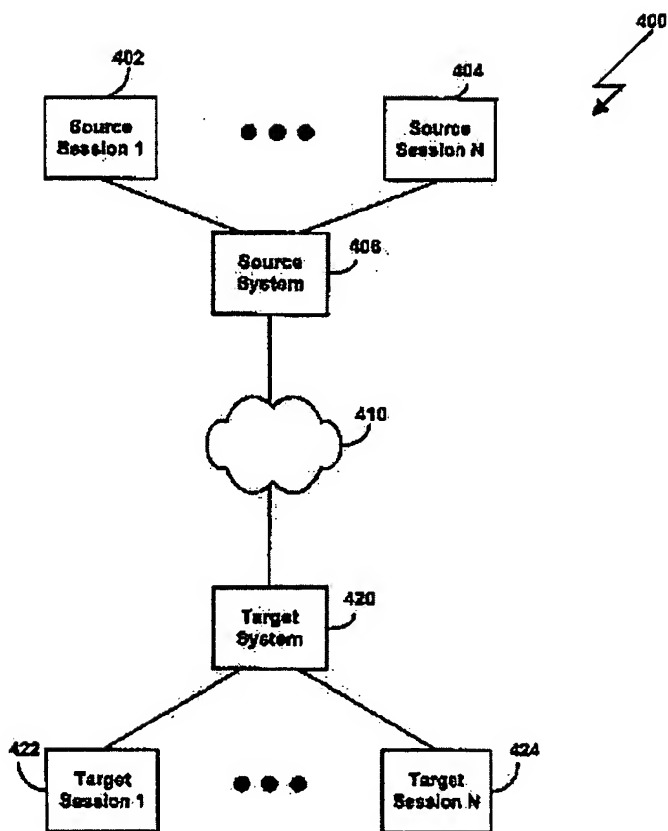 400
402
404
Source
Session 1
Source
Session N
Source
System
406
410
Target
System
420
422
Target
Session 1
Target
Session N
424